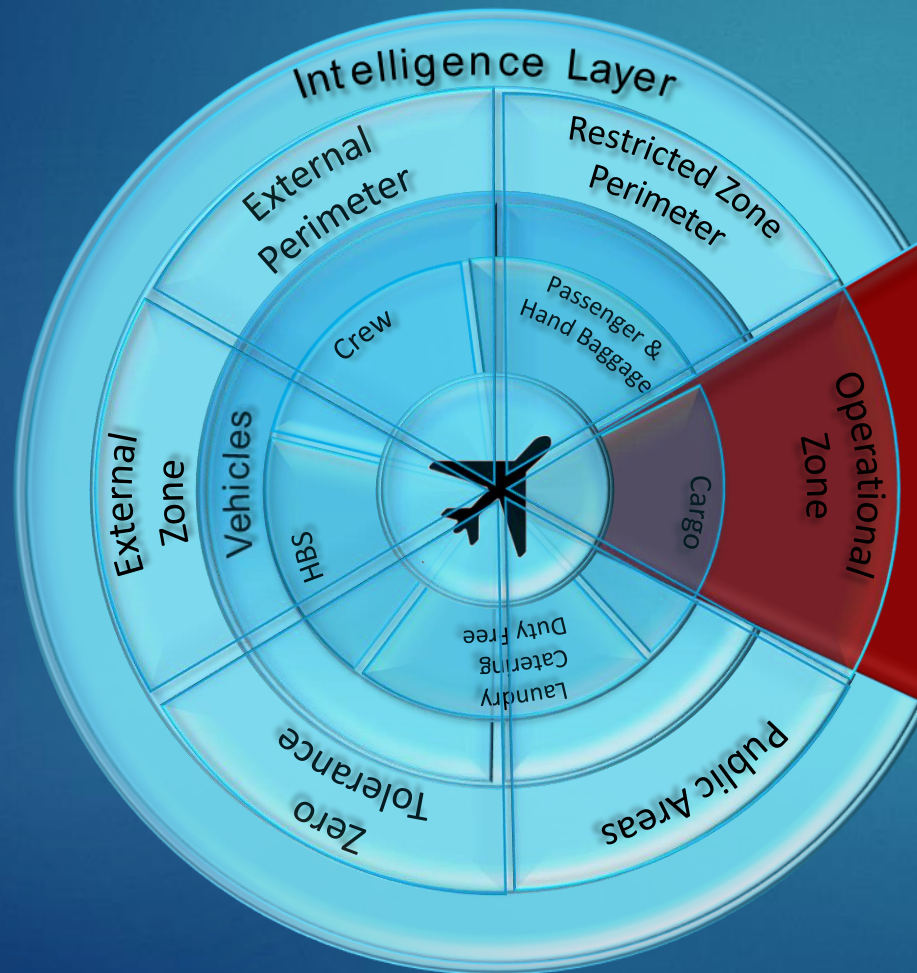 Intelligence Layer
External
Perimeter
Restricted Zone
Perimeter
Crew
Passenger &
Hand Baggage
External
Zone
Vehicles
HBS
Cargo
Operational
Zone
Duty Free
Catering
Laundry
Zero
Tolerance
Public Areas